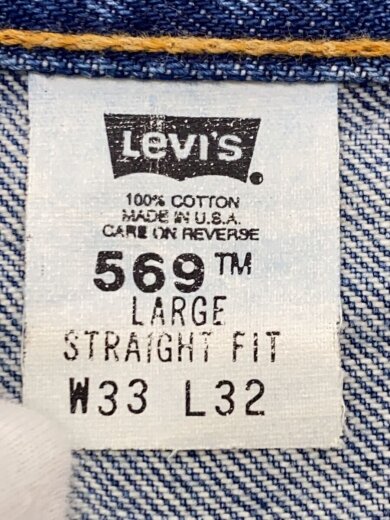 Levi's
100% COTTON
MADE IN U.S.A.
CARE ON REVERSE
569™
LARGE
STRAIGHT FIT
W33 L32